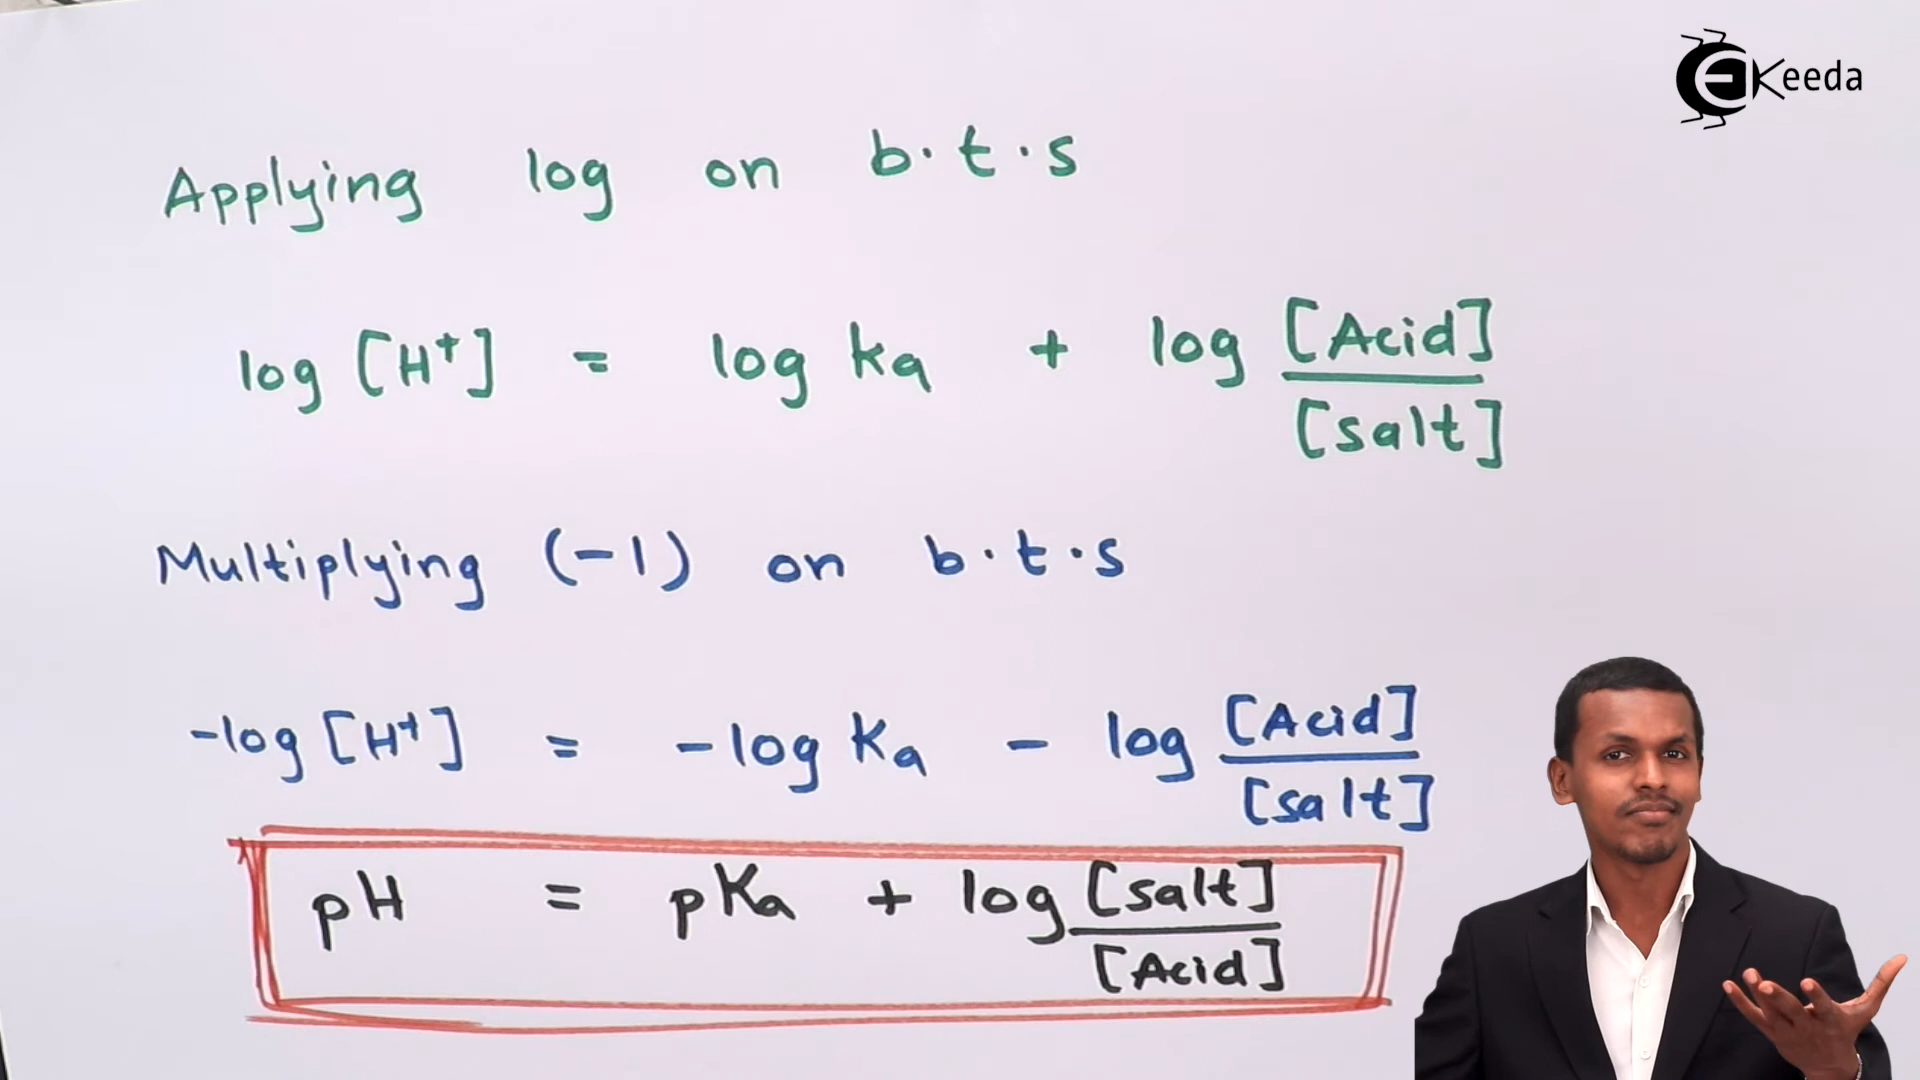 eKeeda
Applying log on b.t.s
log [H⁺] = log ka + log [Acid]
[salt]
Multiplying (-1) on b.t.s
-log [H⁺] = -log Ka - log [Acid]
[salt]
pH = pKa + log [salt]
[Acid]